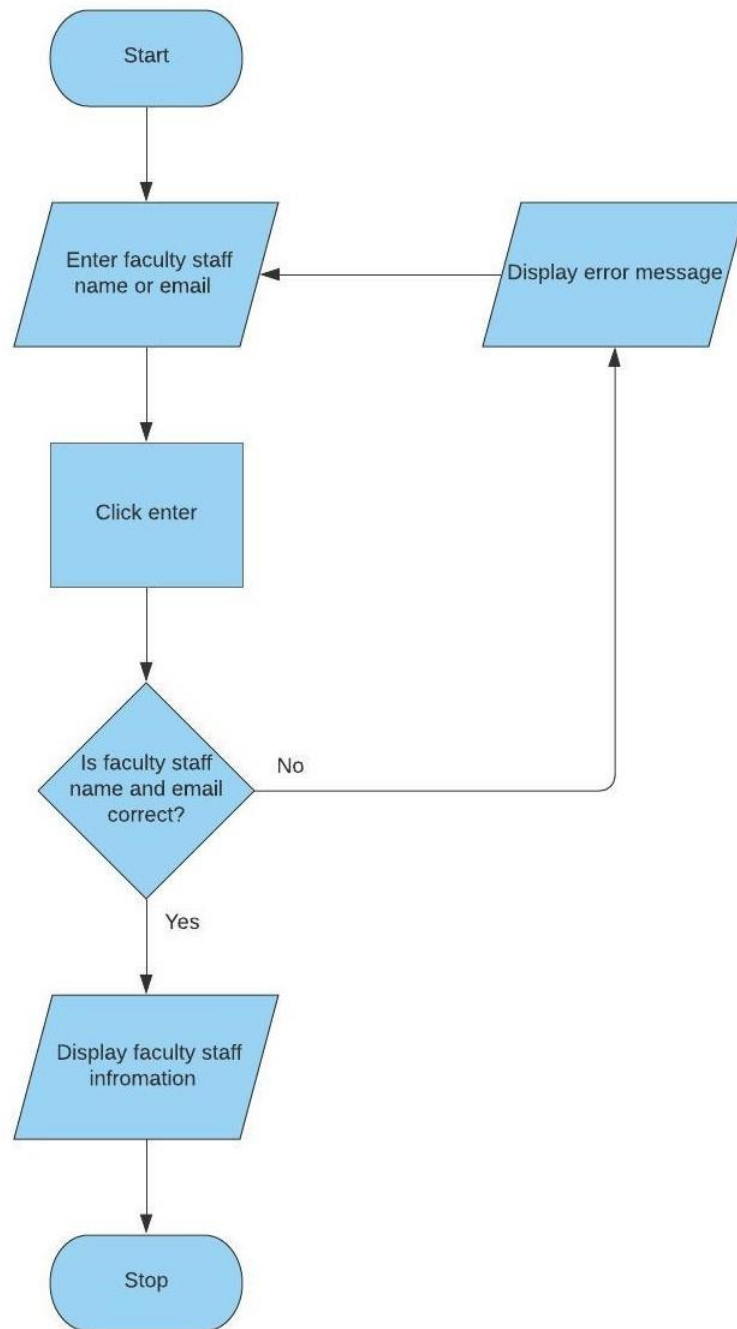 Start
Enter faculty staff
name or email
Display error message
Click enter
Is faculty staff
name and email
correct?
No
Yes
Display faculty staff
infromation
Stop